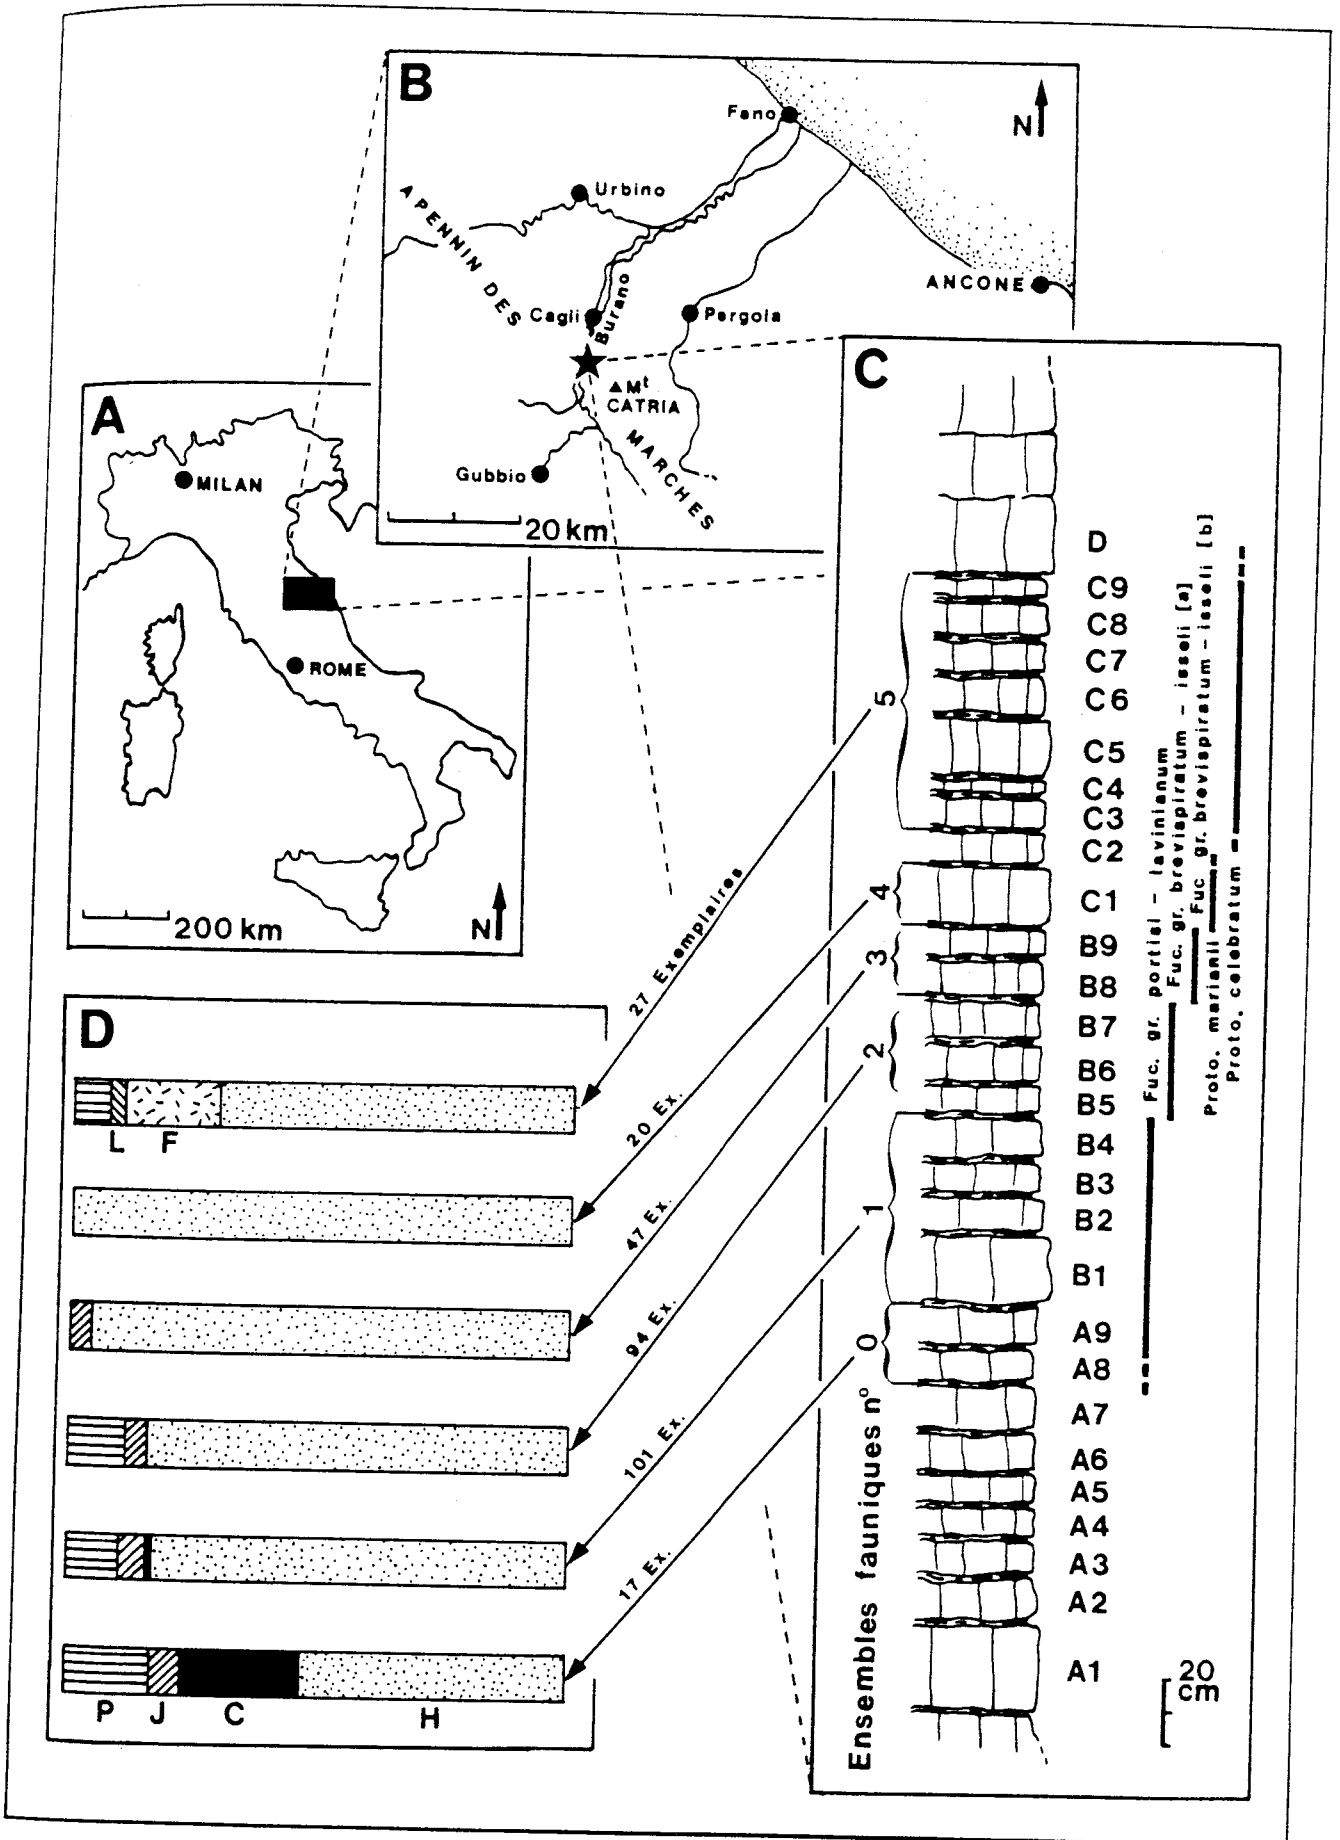 B
Fano
N
Urbino
APENNIN DES
MARCHES
ANCONE
Cagli
Burano
Pergola
Mt
CATRIA
Gubbio
20 km
A
MILAN
ROME
200 km
N
C
D
C9
C8
C7
C6
C5
C4
C3
C2
C1
B9
B8
B7
B6
B5
B4
B3
B2
B1
A9
A8
A7
A6
A5
A4
A3
A2
A1
5
4
3
2
1
0
Ensembles fauniques nº
Fuc. gr. portisi – lavinianum
Fuc. gr. brevispiratum – isseli [a]
Fuc gr. brevispiratum – isseli [b]
Proto. marianii
Proto. celebratum
20
cm
D
27 Exemplaires
20 Ex.
47 Ex.
94 Ex.
101 Ex.
17 Ex.
L F
P J C H